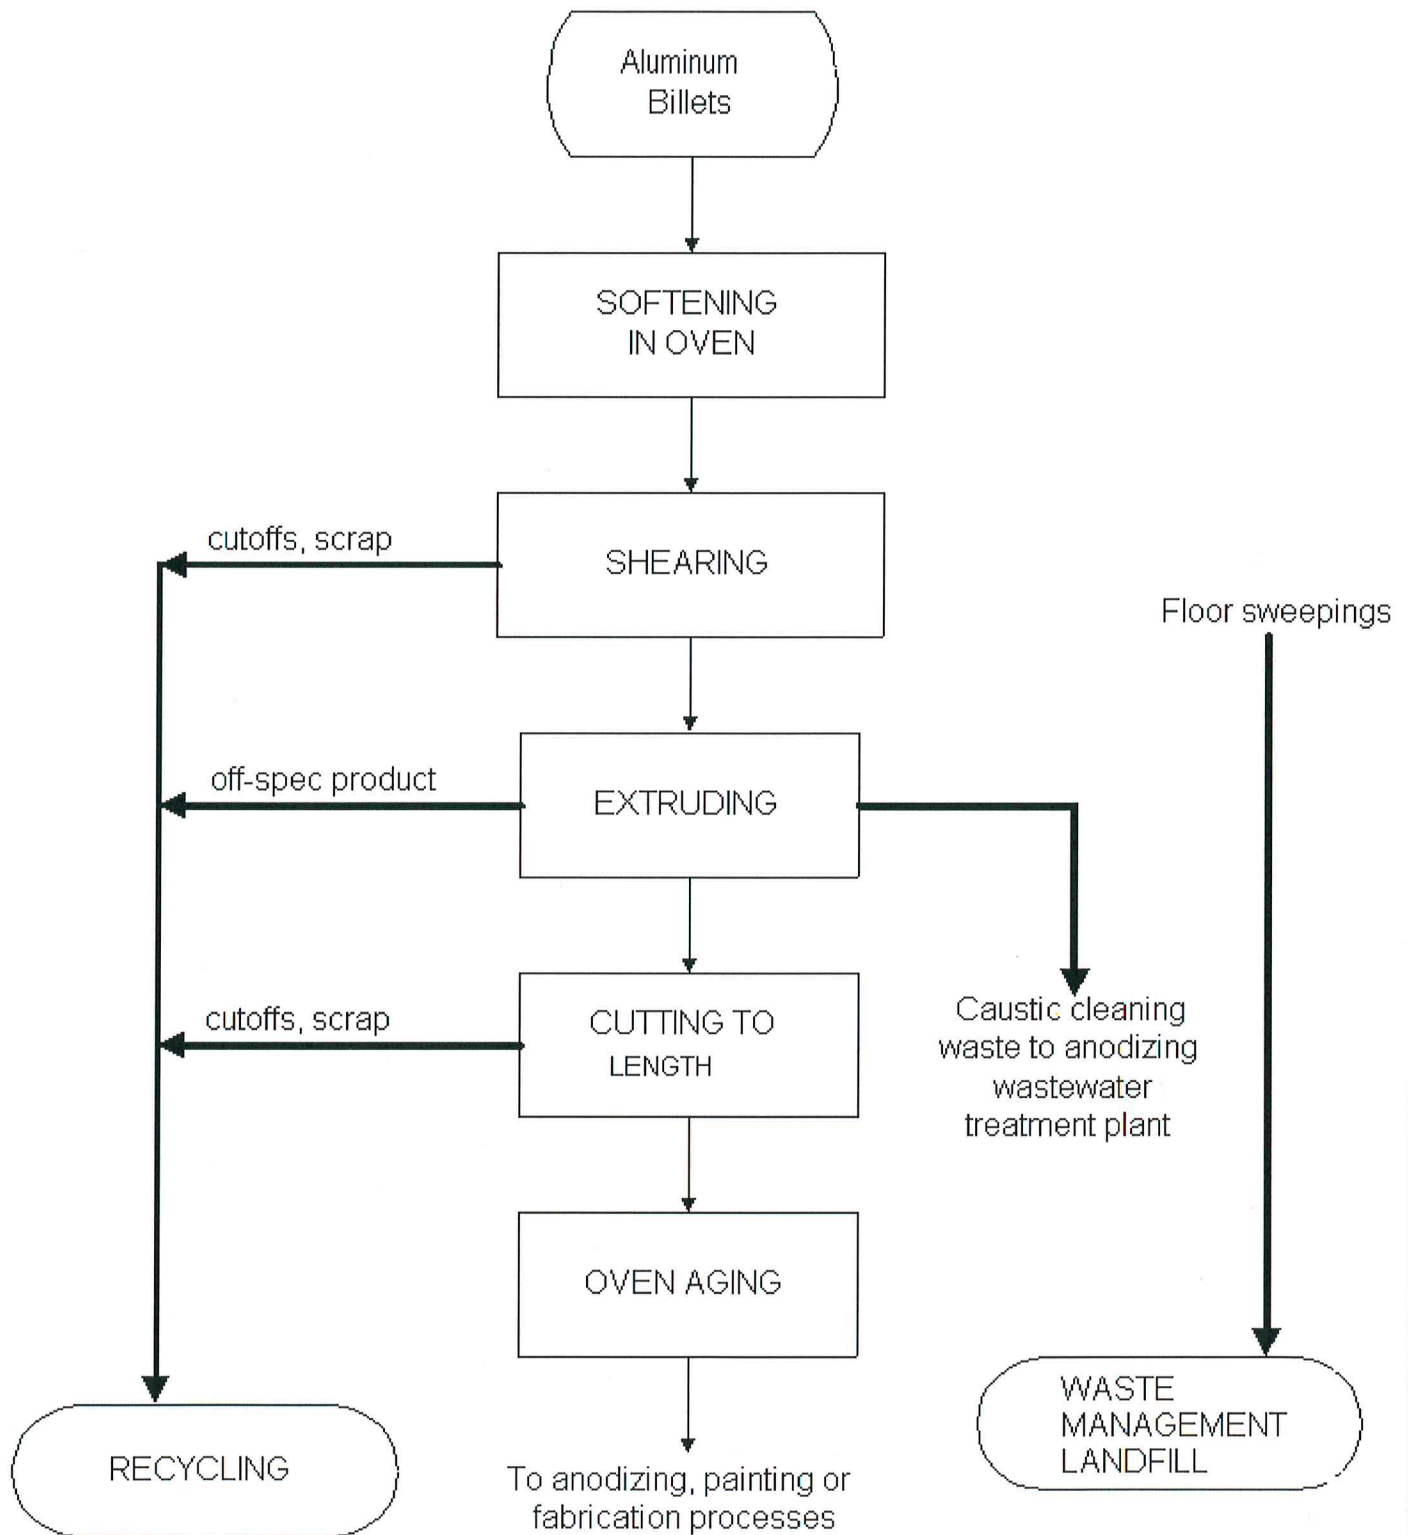 Aluminum
Billets
SOFTENING
IN OVEN
cutoffs, scrap
SHEARING
Floor sweepings
off-spec product
EXTRUDING
cutoffs, scrap
CUTTING TO
LENGTH
Caustic cleaning
waste to anodizing
wastewater
treatment plant
OVEN AGING
WASTE
MANAGEMENT
LANDFILL
RECYCLING
To anodizing, painting or
fabrication processes